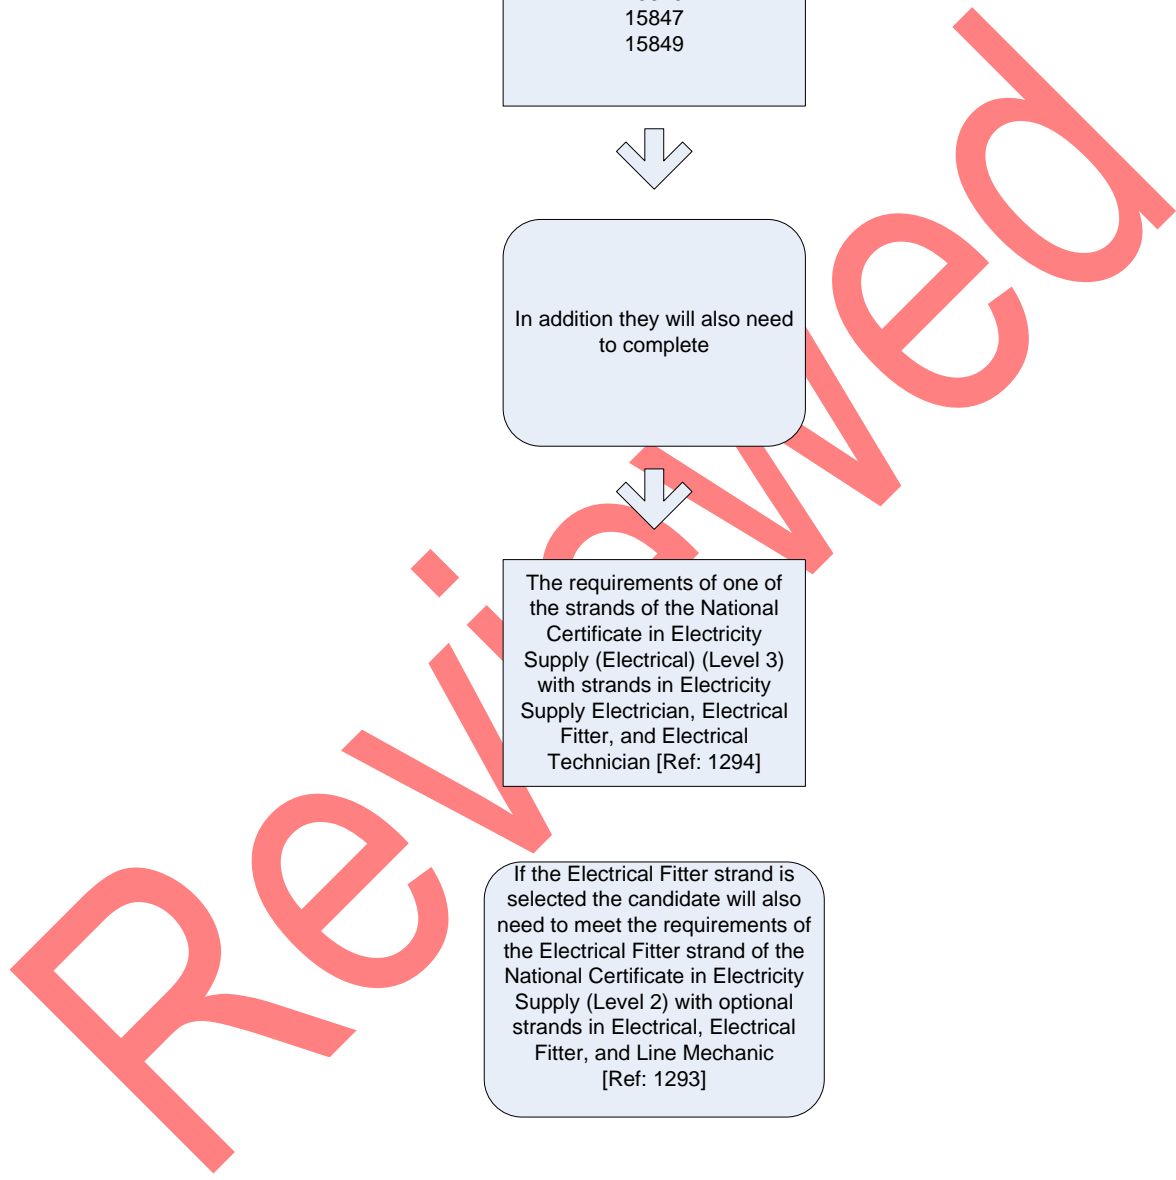 15847
15849
In addition they will also need
to complete
The requirements of one of
the strands of the National
Certificate in Electricity
Supply (Electrical) (Level 3)
with strands in Electricity
Supply Electrician, Electrical
Fitter, and Electrical
Technician [Ref: 1294]
If the Electrical Fitter strand is
selected the candidate will also
need to meet the requirements of
the Electrical Fitter strand of the
National Certificate in Electricity
Supply (Level 2) with optional
strands in Electrical, Electrical
Fitter, and Line Mechanic
[Ref: 1293]
Reviewed